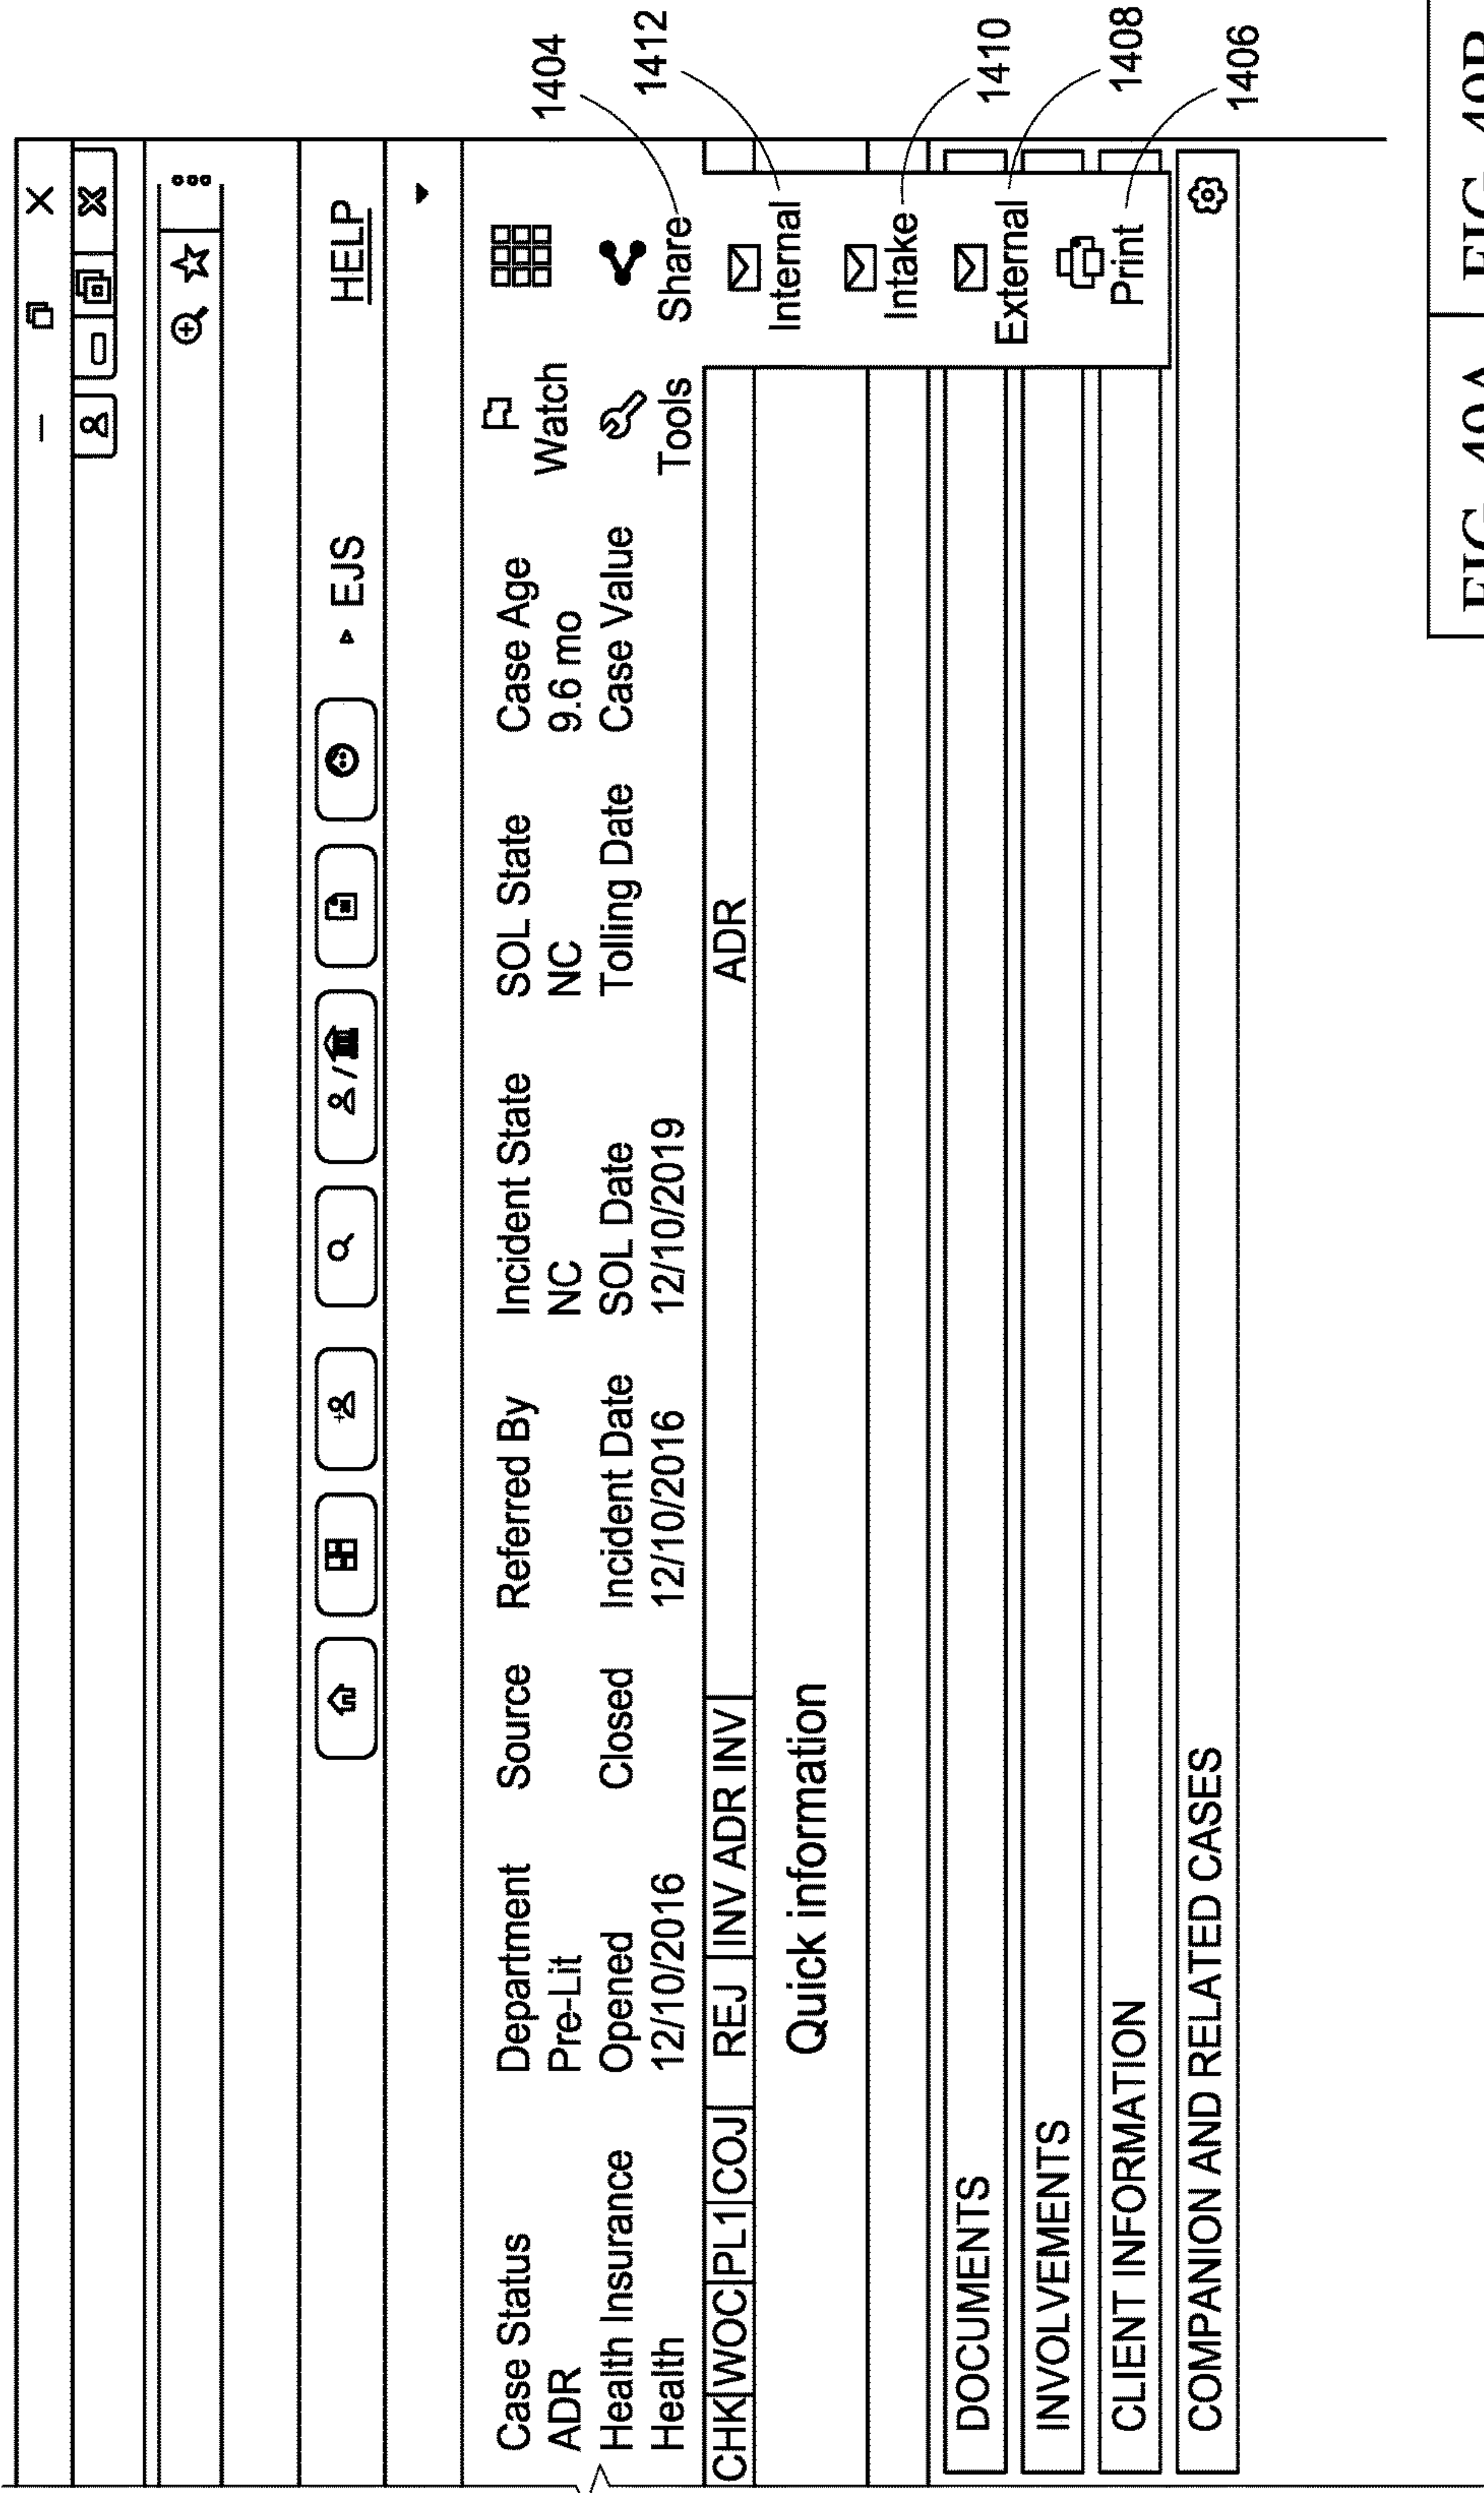 HELP
EJS
Case Status Department Source Referred By Incident State SOL State Case Age Watch
ADR Pre-Lit NC NC 9.6 mo
Health Insurance Opened Closed Incident Date SOL Date Tolling Date Case Value Tools Share
Health 12/10/2016 12/10/2016 12/10/2019
CHK WOC PL1 COJ REJ INV ADR INV ADR
Quick information
Internal
Intake
External
Print
DOCUMENTS
INVOLVEMENTS
CLIENT INFORMATION
COMPANION AND RELATED CASES
1404
1412
1410
1408
1406